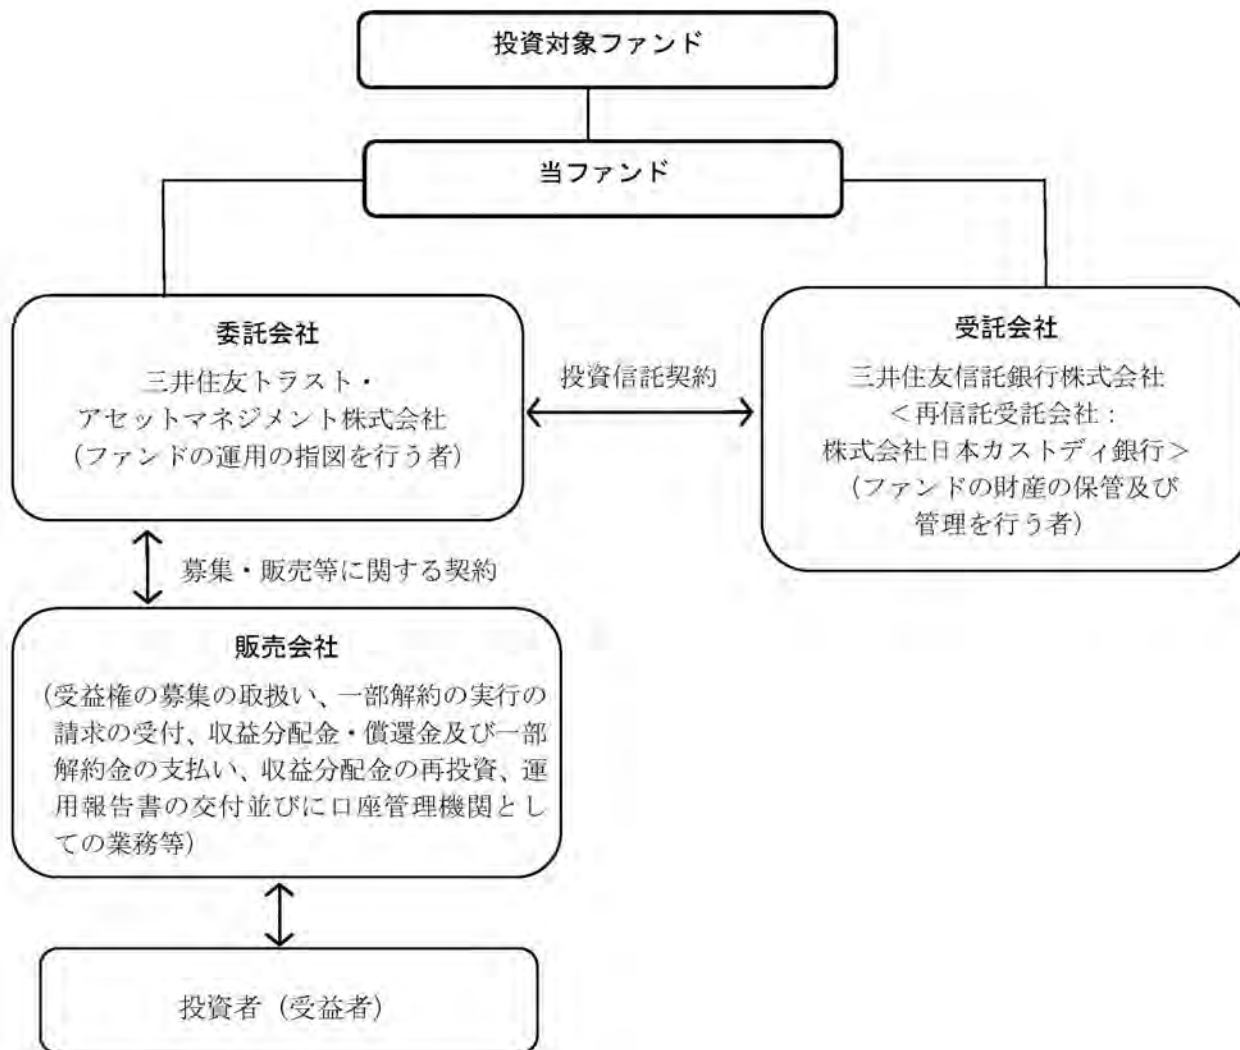 投資対象ファンド
当ファンド
委託会社
三井住友トラスト・
アセットマネジメント株式会社
（ファンドの運用の指図を行う者）
投資信託契約
受託会社
三井住友信託銀行株式会社
＜再信託受託会社：
株式会社日本カストディ銀行＞
（ファンドの財産の保管及び
管理を行う者）
募集・販売等に関する契約
販売会社
（受益権の募集の取扱い、一部解約の実行の
請求の受付、収益分配金・償還金及び一部
解約金の支払い、収益分配金の再投資、運
用報告書の交付並びに口座管理機関とし
ての業務等）
投資者（受益者）